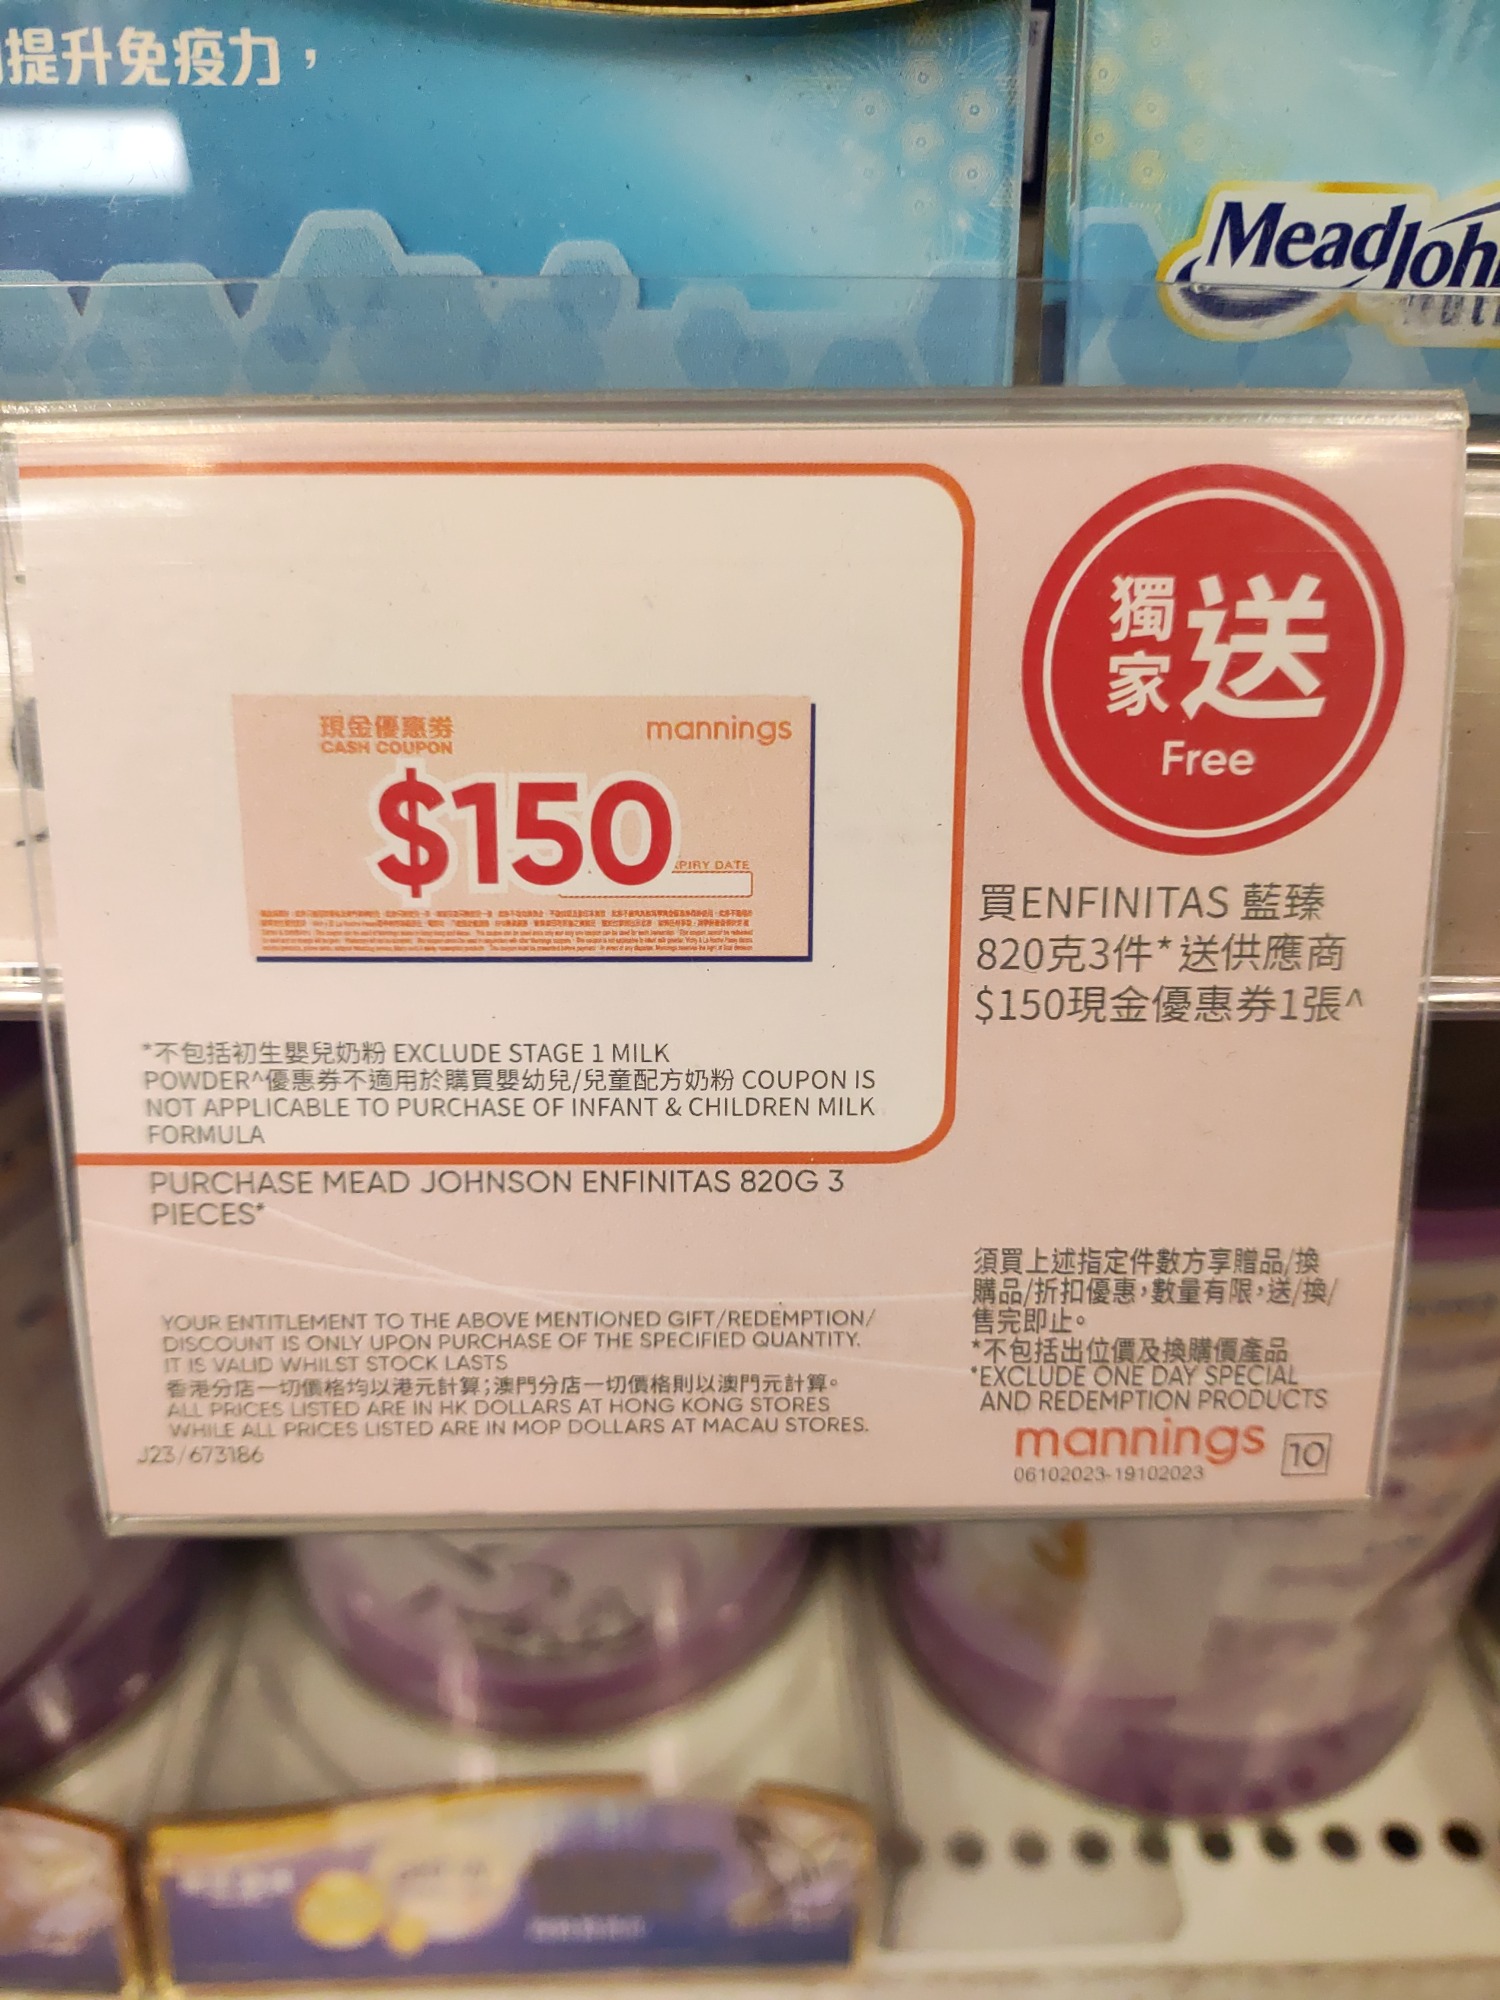 提升免疫力，
MeadJoh
獨家 送
Free
現金優惠券
CASH COUPON
mannings
$150
PIRY DATE
買ENFINITAS 藍臻
820克3件*送供應商
$150現金優惠券1張^
*不包括初生嬰兒奶粉 EXCLUDE STAGE 1 MILK
POWDER^優惠券不適用於購買嬰幼兒/兒童配方奶粉 COUPON IS
NOT APPLICABLE TO PURCHASE OF INFANT & CHILDREN MILK
FORMULA
PURCHASE MEAD JOHNSON ENFINITAS 820G 3
PIECES*
YOUR ENTITLEMENT TO THE ABOVE MENTIONED GIFT/REDEMPTION/
DISCOUNT IS ONLY UPON PURCHASE OF THE SPECIFIED QUANTITY.
IT IS VALID WHILST STOCK LASTS
香港分店一切價格均以港元計算;澳門分店一切價格則以澳門元計算。
ALL PRICES LISTED ARE IN HK DOLLARS AT HONG KONG STORES
WHILE ALL PRICES LISTED ARE IN MOP DOLLARS AT MACAU STORES.
J23/673186
須買上述指定件數方享贈品/換
購品/折扣優惠,數量有限,送/換/
售完即止。
*不包括出位價及換購價產品
*EXCLUDE ONE DAY SPECIAL
AND REDEMPTION PRODUCTS
mannings 10
06102023-19102023